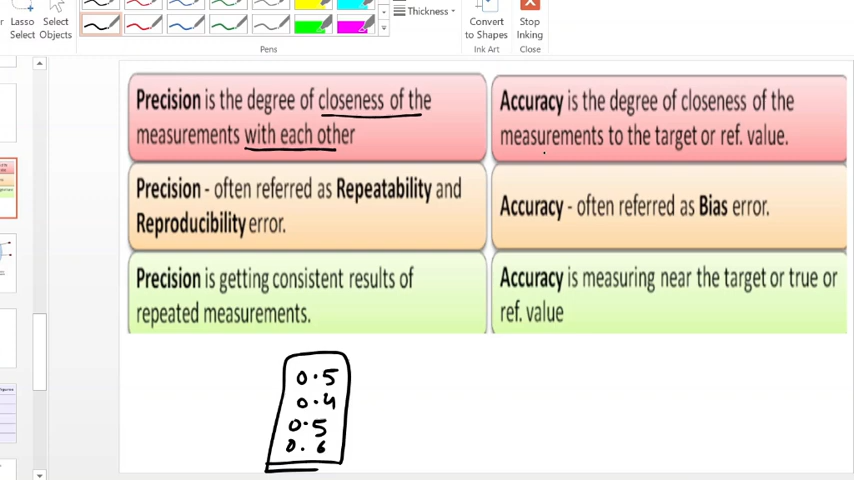 Lasso
Select
Select
Objects
Thickness
Convert
to Shapes
Stop
Inking
Pens
Ink Art
Close
Precision is the degree of closeness of the
measurements with each other
Accuracy is the degree of closeness of the
measurements to the target or ref. value.
Precision - often referred as Repeatability and
Reproducibility error.
Accuracy - often referred as Bias error.
Precision is getting consistent results of
repeated measurements.
Accuracy is measuring near the target or true or
ref. value
0.5
0.4
0.5
0.6